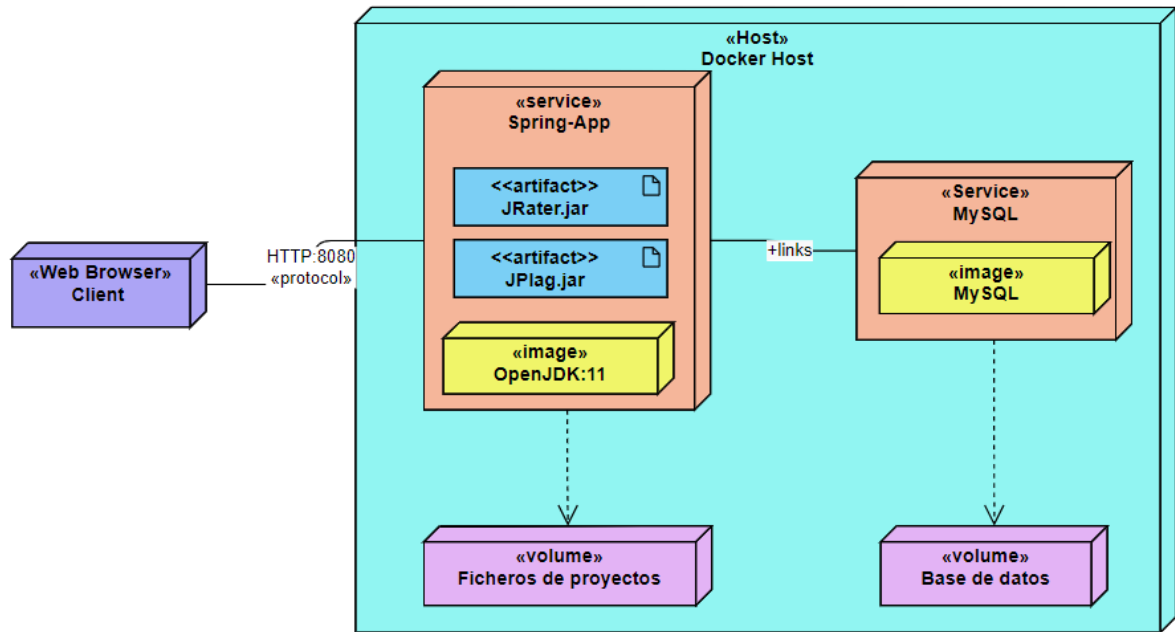 «Host»
Docker Host
«service»
Spring-App
<<artifact>>
JRater.jar
<<artifact>>
JPlag.jar
«image»
OpenJDK:11
«Web Browser»
Client
HTTP:8080
«protocol»
+links
«Service»
MySQL
«image»
MySQL
«volume»
Ficheros de proyectos
«volume»
Base de datos